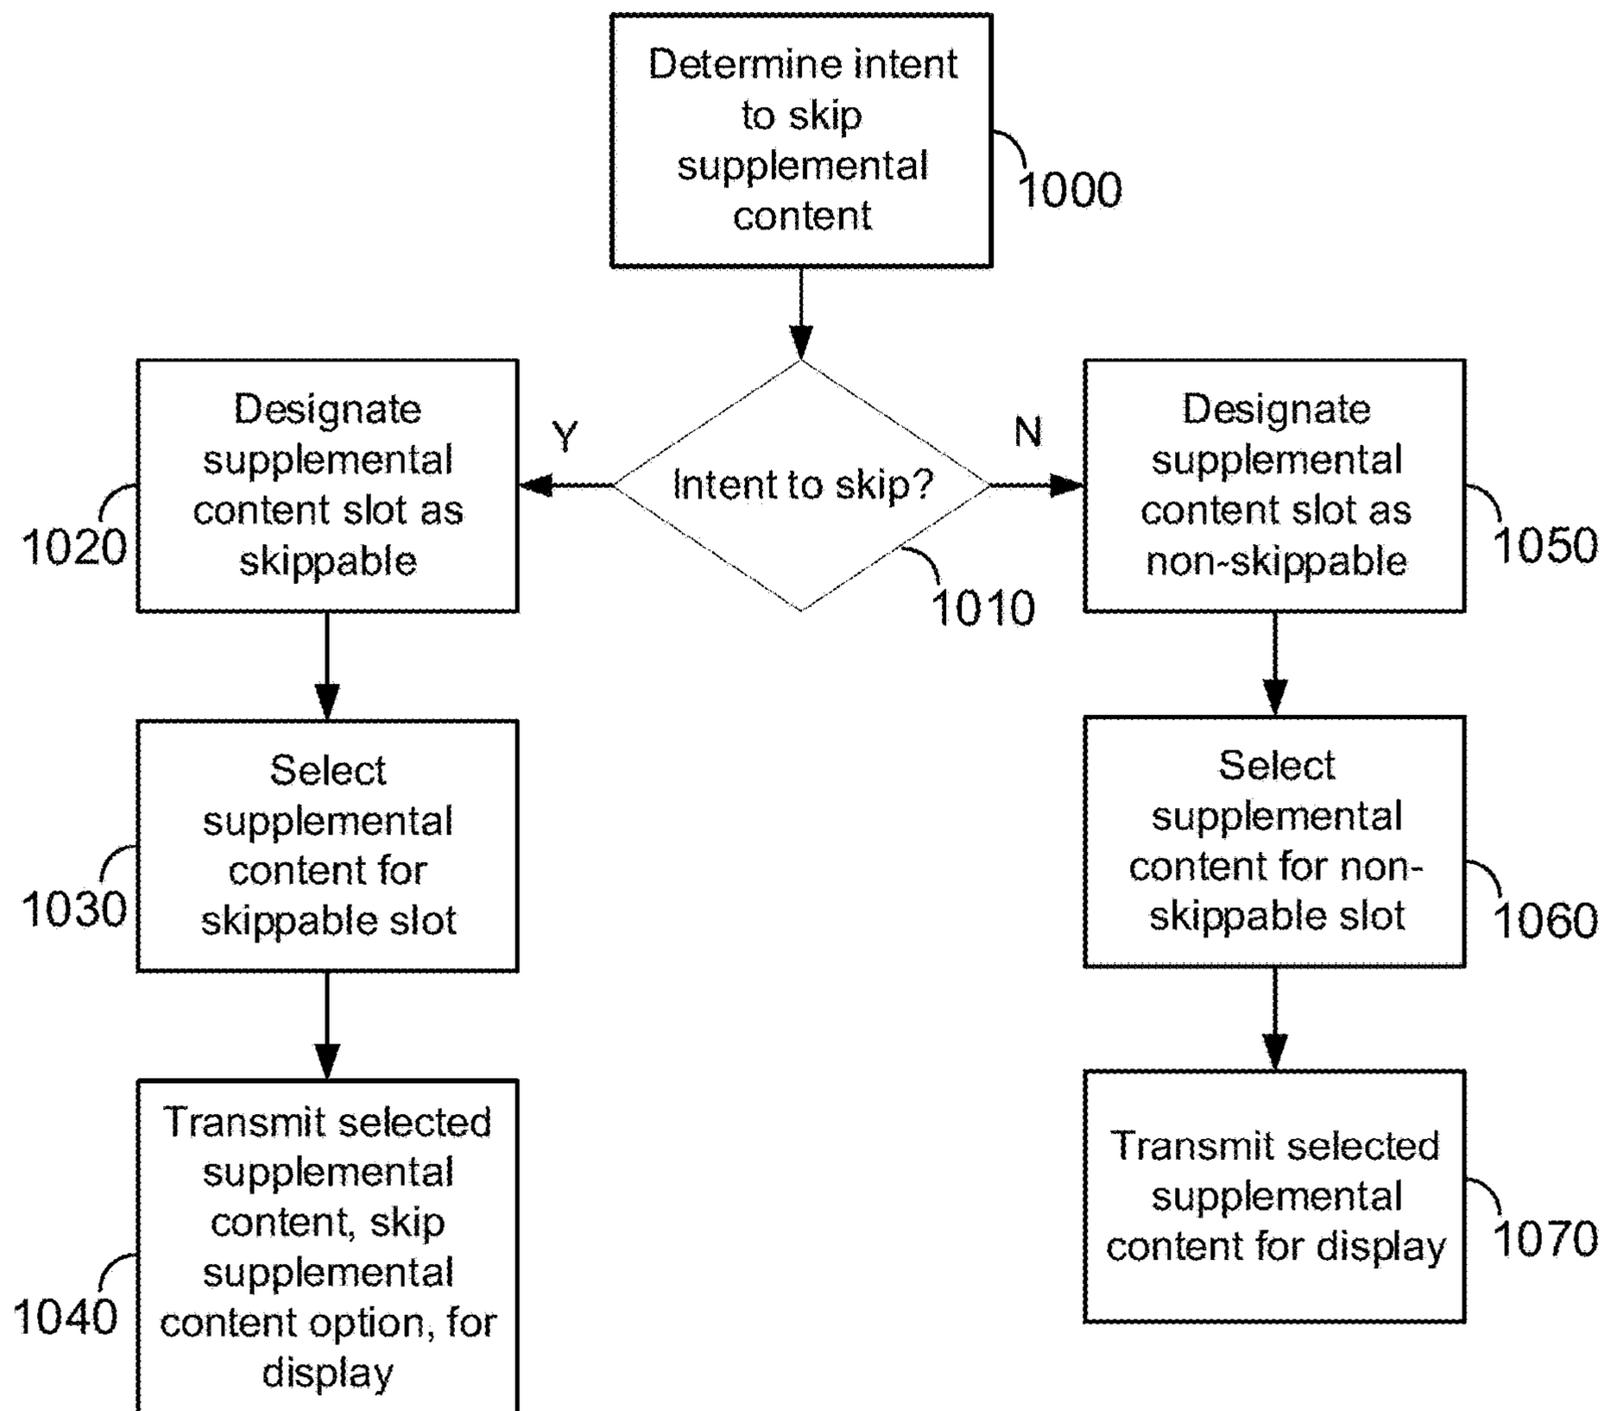 Determine intent
to skip
supplemental
content
1000
Intent to skip?
1010
Y
N
Designate
supplemental
content slot as
skippable
1020
Select
supplemental
content for
skippable slot
1030
Transmit selected
supplemental
content, skip
supplemental
content option, for
display
1040
Designate
supplemental
content slot as
non-skippable
1050
Select
supplemental
content for non-
skippable slot
1060
Transmit selected
supplemental
content for display
1070